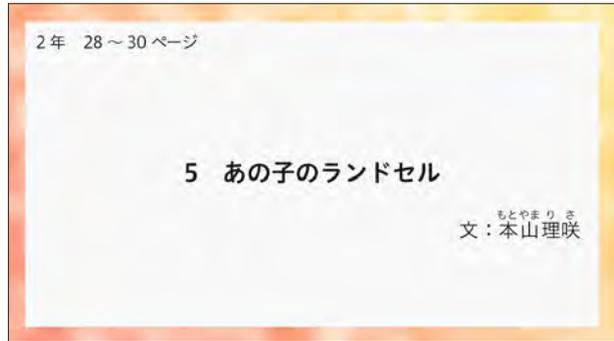 2年 28～30ページ
5 あの子のランドセル
もとやま り さ
文：本山理咲